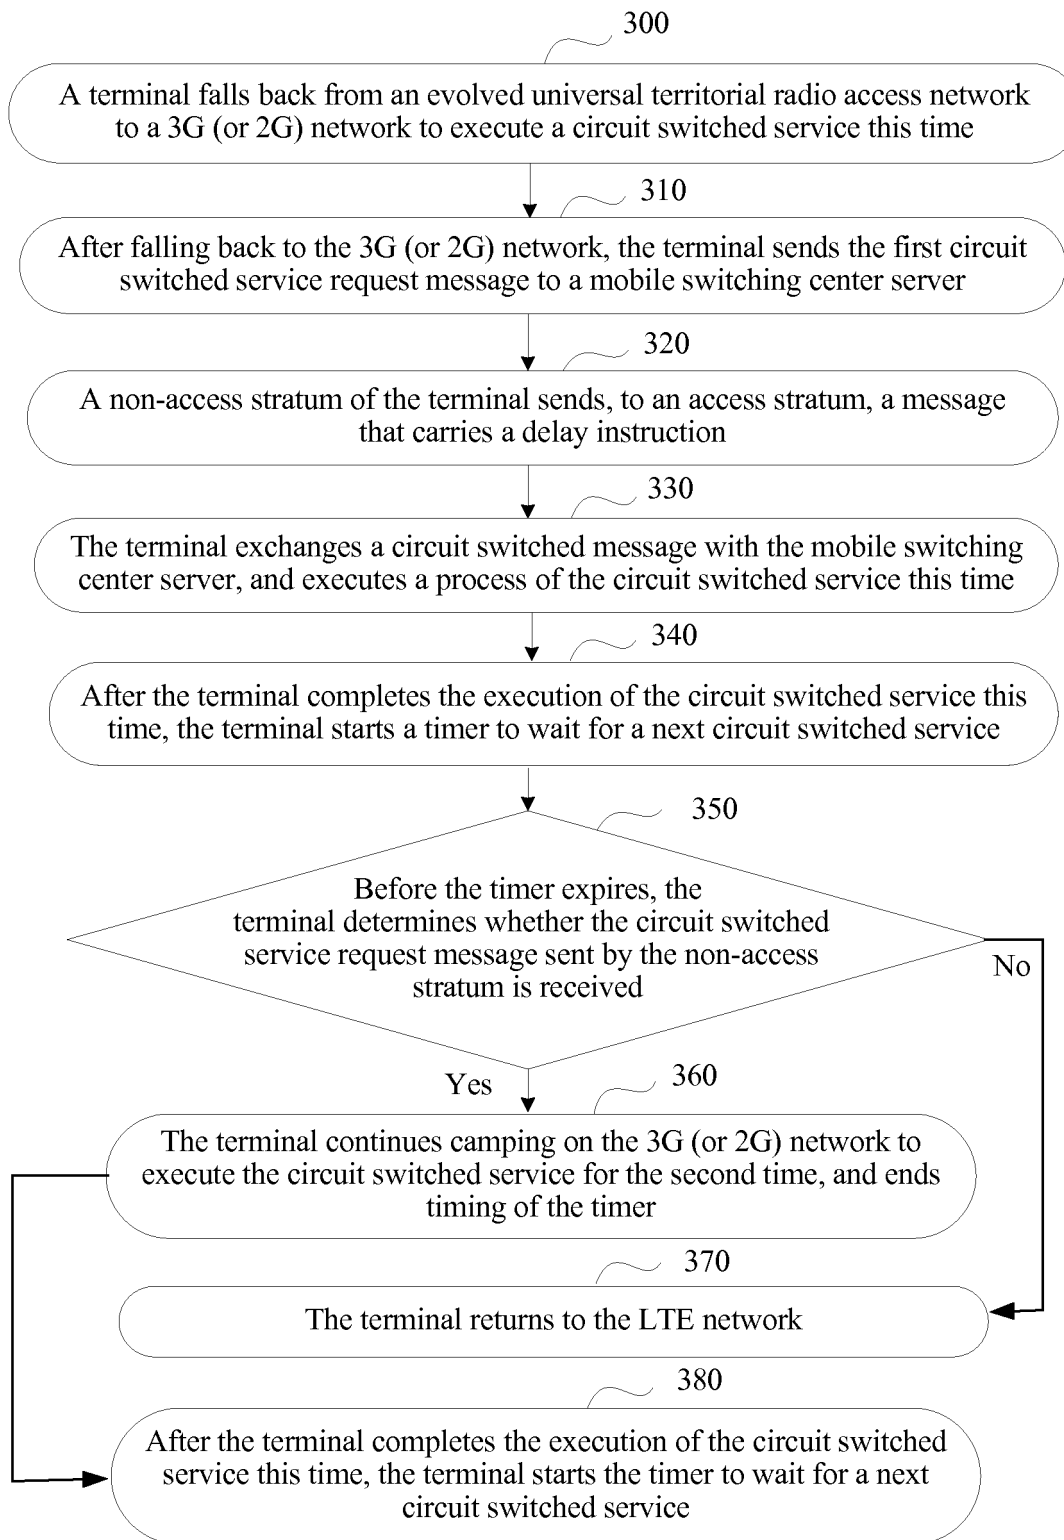 300
A terminal falls back from an evolved universal territorial radio access network
to a 3G (or 2G) network to execute a circuit switched service this time
310
After falling back to the 3G (or 2G) network, the terminal sends the first circuit
switched service request message to a mobile switching center server
320
A non-access stratum of the terminal sends, to an access stratum, a message
that carries a delay instruction
330
The terminal exchanges a circuit switched message with the mobile switching
center server, and executes a process of the circuit switched service this time
340
After the terminal completes the execution of the circuit switched service this
time, the terminal starts a timer to wait for a next circuit switched service
350
Before the timer expires, the
terminal determines whether the circuit switched
service request message sent by the non-access
stratum is received
No
Yes
360
The terminal continues camping on the 3G (or 2G) network to
execute the circuit switched service for the second time, and ends
timing of the timer
370
The terminal returns to the LTE network
380
After the terminal completes the execution of the circuit switched
service this time, the terminal starts the timer to wait for a next
circuit switched service